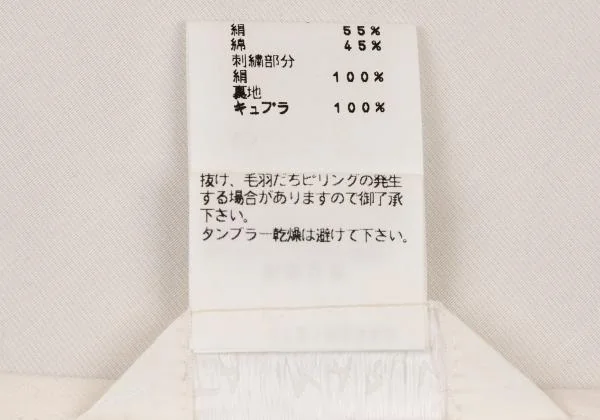 絹 55%
綿 45%
刺繍部分
絹 100%
裏地
キュプラ 100%
抜け、毛羽だちピリングの発生
する場合がありますので御了承
下さい。
タンブラー乾燥は避けて下さい。